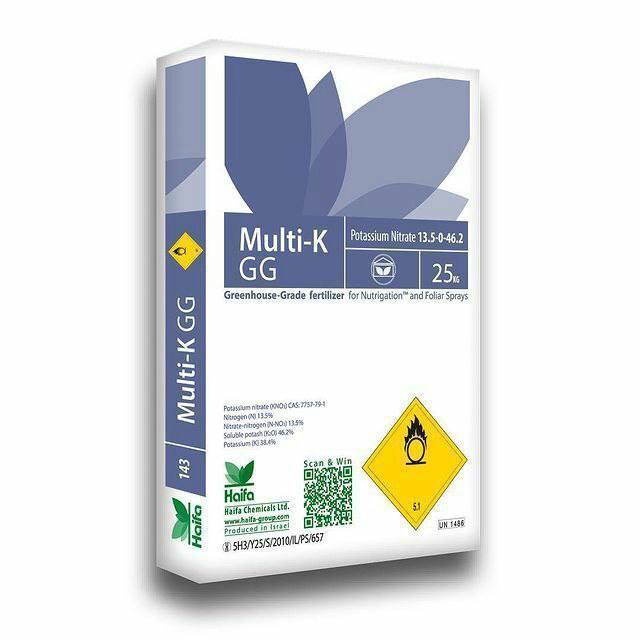 Multi-K
GG
Potassium Nitrate 13.5-0-46.2
25KG
Greenhouse-Grade fertilizer for Nutrigation™ and Foliar Sprays
Multi-K GG
143
Haifa
Potassium nitrate (KNO₃) CAS: 7757-79-1
Nitrogen (N) 13.5%
Nitrate-nitrogen (N-NO₃) 13.5%
Soluble potash (K₂O) 46.2%
Potassium (K) 38.4%
Haifa
Haifa Chemicals Ltd.
www.haifa-group.com
Produced in Israel
Scan & Win
5.1
UN 1486
5H3/Y25/S/2010/IL/PS/657